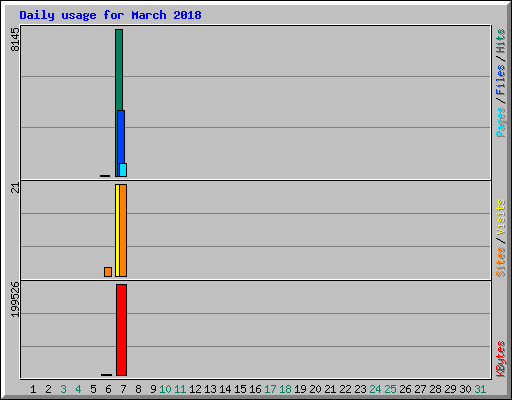 Daily usage for March 2018
8145
21
199526
Pages/Files/Hits
Sites/Visits
KBytes
1 2 3 4 5 6 7 8 9 10 11 12 13 14 15 16 17 18 19 20 21 22 23 24 25 26 27 28 29 30 31